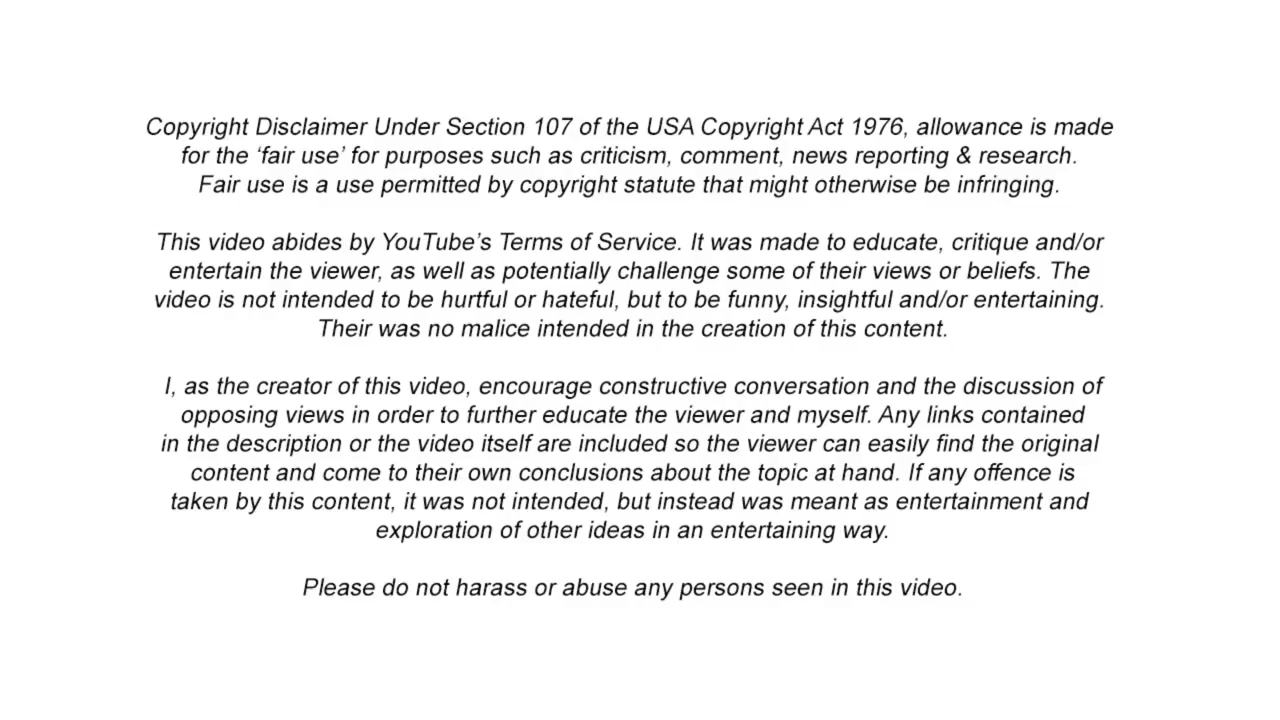 Copyright Disclaimer Under Section 107 of the USA Copyright Act 1976, allowance is made
for the ‘fair use’ for purposes such as criticism, comment, news reporting & research.
Fair use is a use permitted by copyright statute that might otherwise be infringing.
This video abides by YouTube’s Terms of Service. It was made to educate, critique and/or
entertain the viewer, as well as potentially challenge some of their views or beliefs. The
video is not intended to be hurtful or hateful, but to be funny, insightful and/or entertaining.
Their was no malice intended in the creation of this content.
I, as the creator of this video, encourage constructive conversation and the discussion of
opposing views in order to further educate the viewer and myself. Any links contained
in the description or the video itself are included so the viewer can easily find the original
content and come to their own conclusions about the topic at hand. If any offence is
taken by this content, it was not intended, but instead was meant as entertainment and
exploration of other ideas in an entertaining way.
Please do not harass or abuse any persons seen in this video.